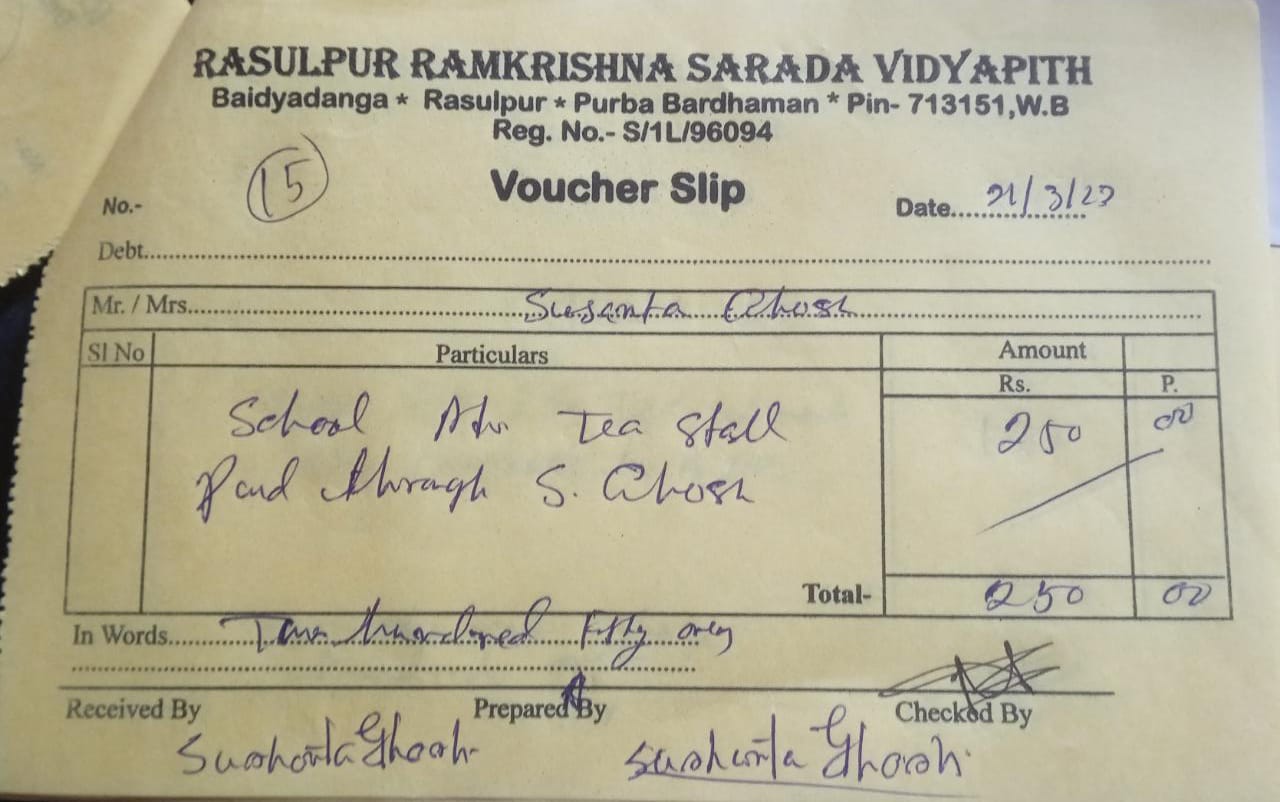 RASULPUR RAMKRISHNA SARADA VIDYAPITH
Baidyadanga * Rasulpur * Purba Bardhaman * Pin- 713151,W.B
Reg. No.- S/1L/96094
No.- 15 Voucher Slip Date....21/3/23
Debt.
Mr. / Mrs. Susanta Ghosh
Sl No Particulars Amount
Rs. P.
School Tea Stall 250 00
Paid through S. Ghosh
Total- 250 00
In Words Two hundred Fifty only
Received By Prepared By Checked By
Sushanta Ghosh Sushanta Ghosh